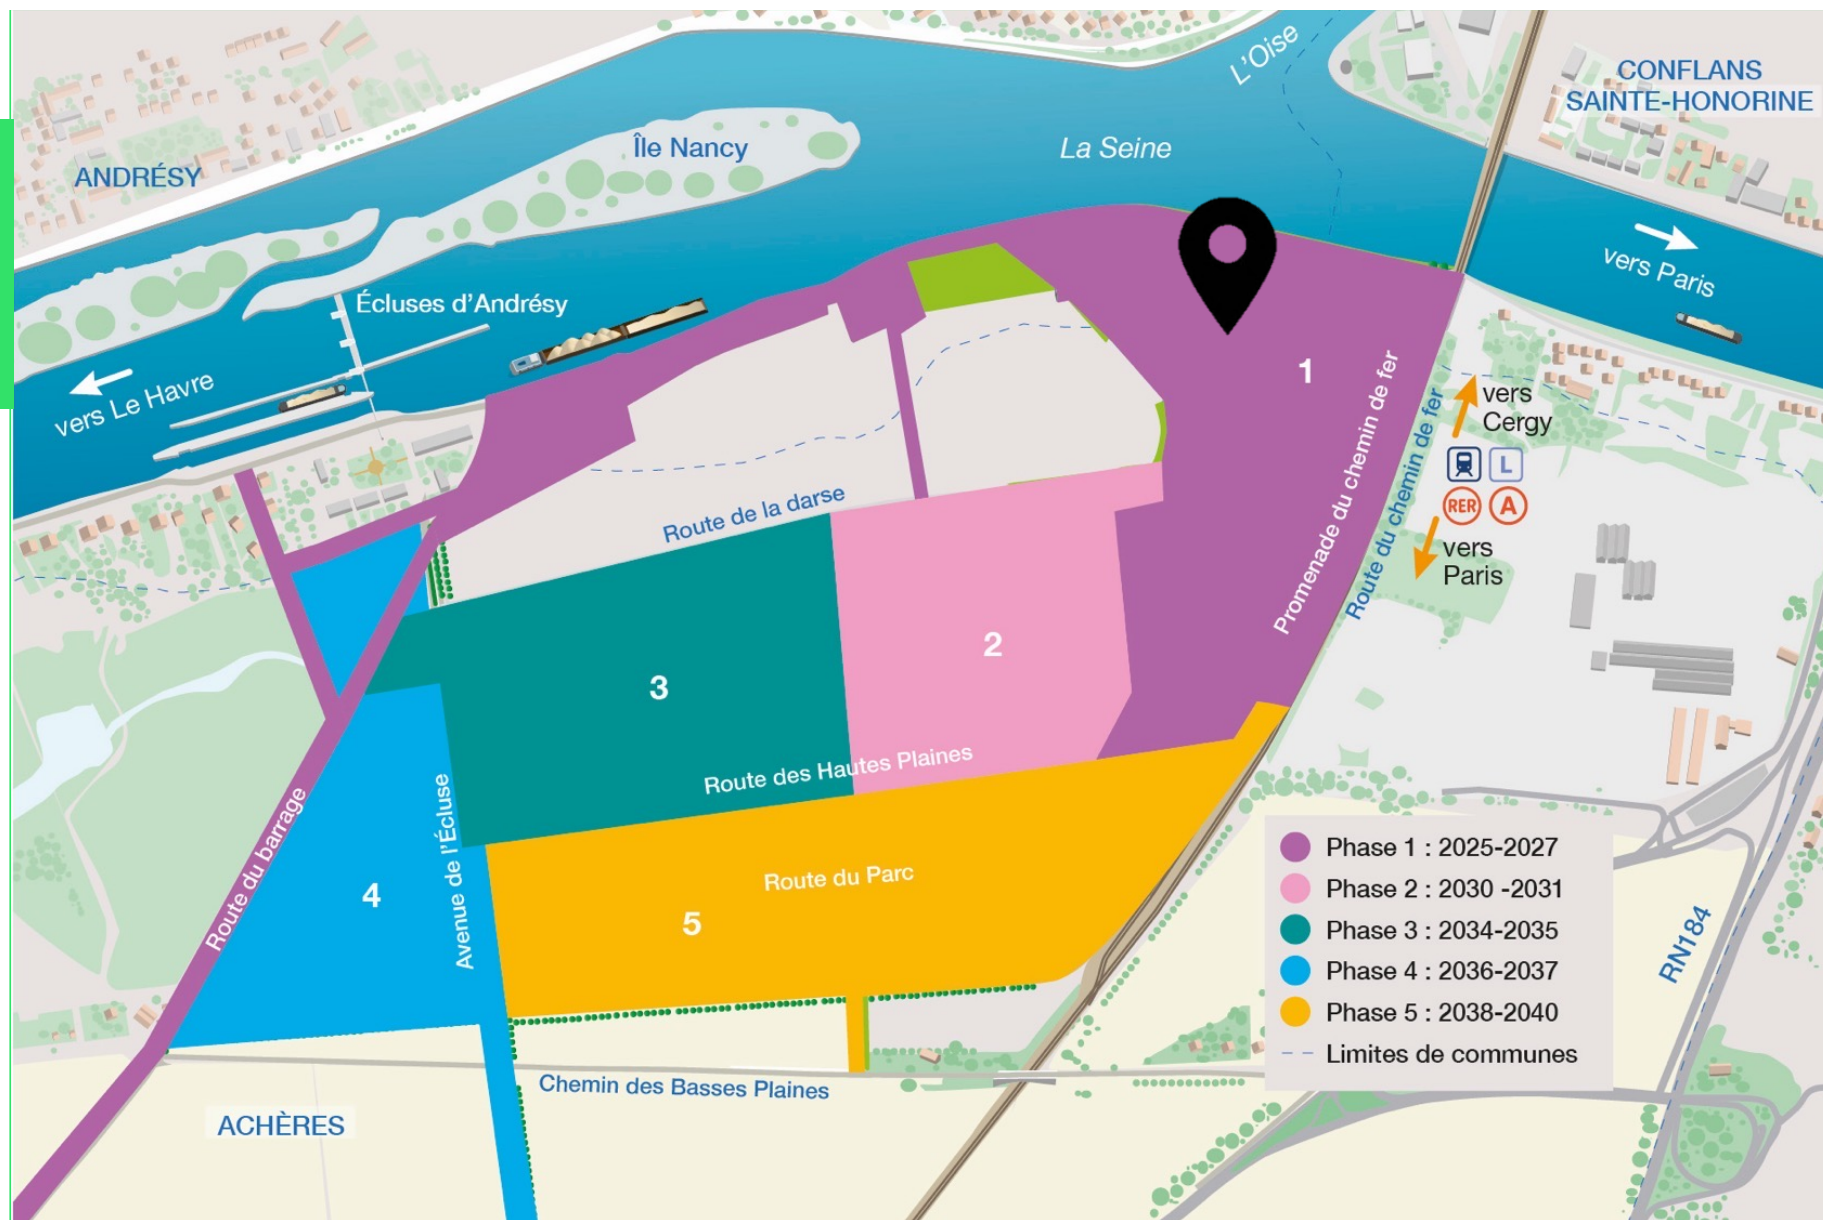 L'Oise
CONFLANS
SAINTE-HONORINE
Île Nancy
La Seine
ANDRÉSY
vers Paris
Écluses d'Andrésy
vers Le Havre
1
vers
Cergy
L
RER
A
vers
Paris
Promenade du chemin de fer
Route du chemin de fer
Route de la darse
2
3
Route des Hautes Plaines
Route du barrage
Avenue de l'Écluse
4
Route du Parc
5
Phase 1 : 2025-2027
Phase 2 : 2030 -2031
Phase 3 : 2034-2035
Phase 4 : 2036-2037
Phase 5 : 2038-2040
Limites de communes
RN184
Chemin des Basses Plaines
ACHÈRES